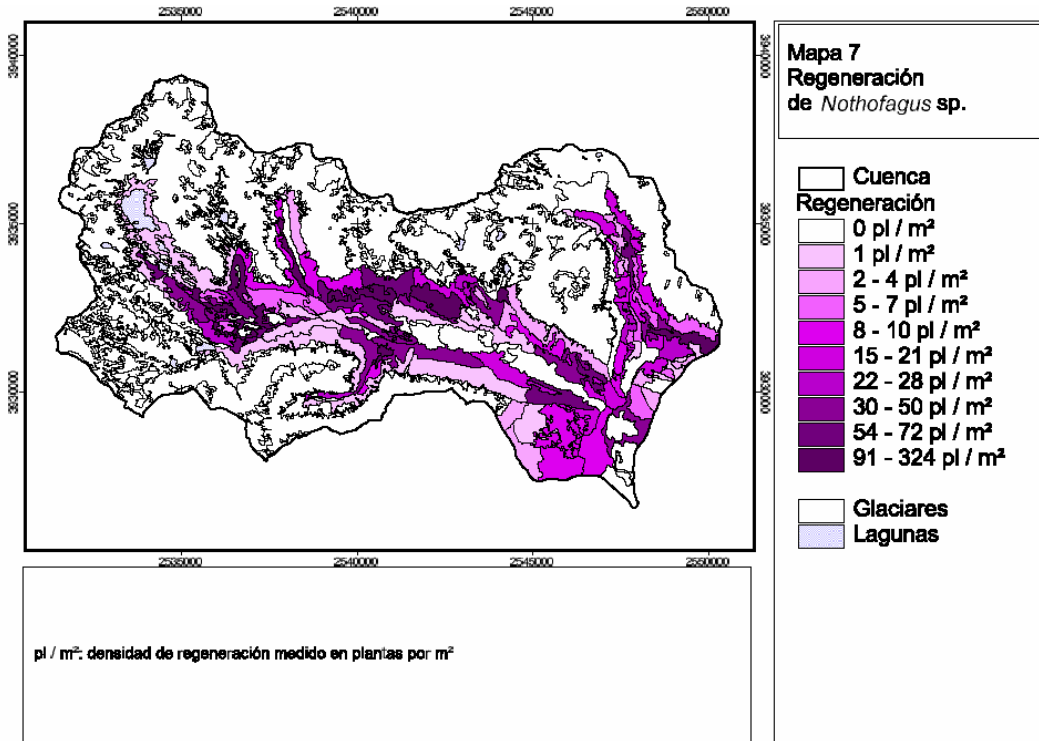 2535000 2540000 2545000 2550000
3940000 3940000
3935000 3935000
3930000 3930000
2535000 2540000 2545000 2550000
pl / m²: densidad de regeneración medido en plantas por m²
Mapa 7
Regeneración
de Nothofagus sp.
Cuenca
Regeneración
0 pl / m²
1 pl / m²
2 - 4 pl / m²
5 - 7 pl / m²
8 - 10 pl / m²
15 - 21 pl / m²
22 - 28 pl / m²
30 - 50 pl / m²
54 - 72 pl / m²
91 - 324 pl / m²
Glaciares
Lagunas